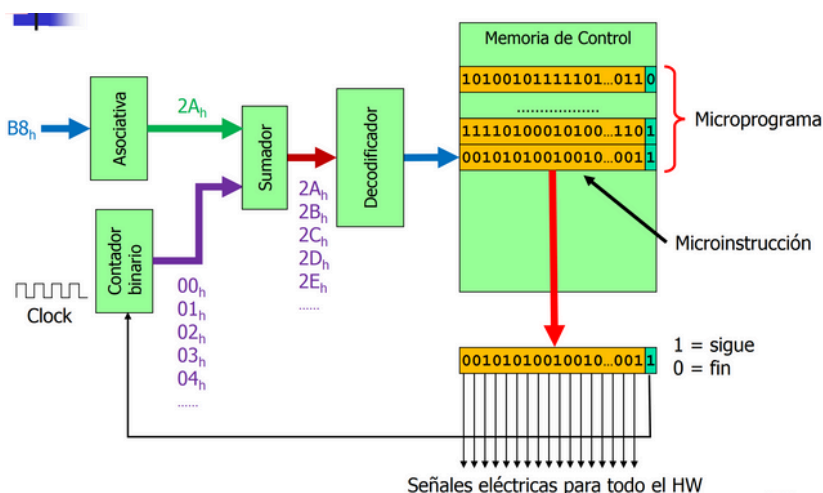 Memoria de Control
10100101111101...011 0
..................
11110100010100...110 1
00101010010010...001 1
Microprograma
Microinstrucción
B8h
Asociativa
2Ah
Sumador
Decodificador
2Ah
2Bh
2Ch
2Dh
2Eh
......
Contador
binario
Clock
00h
01h
02h
03h
04h
......
00101010010010...001 1
1 = sigue
0 = fin
Señales eléctricas para todo el HW